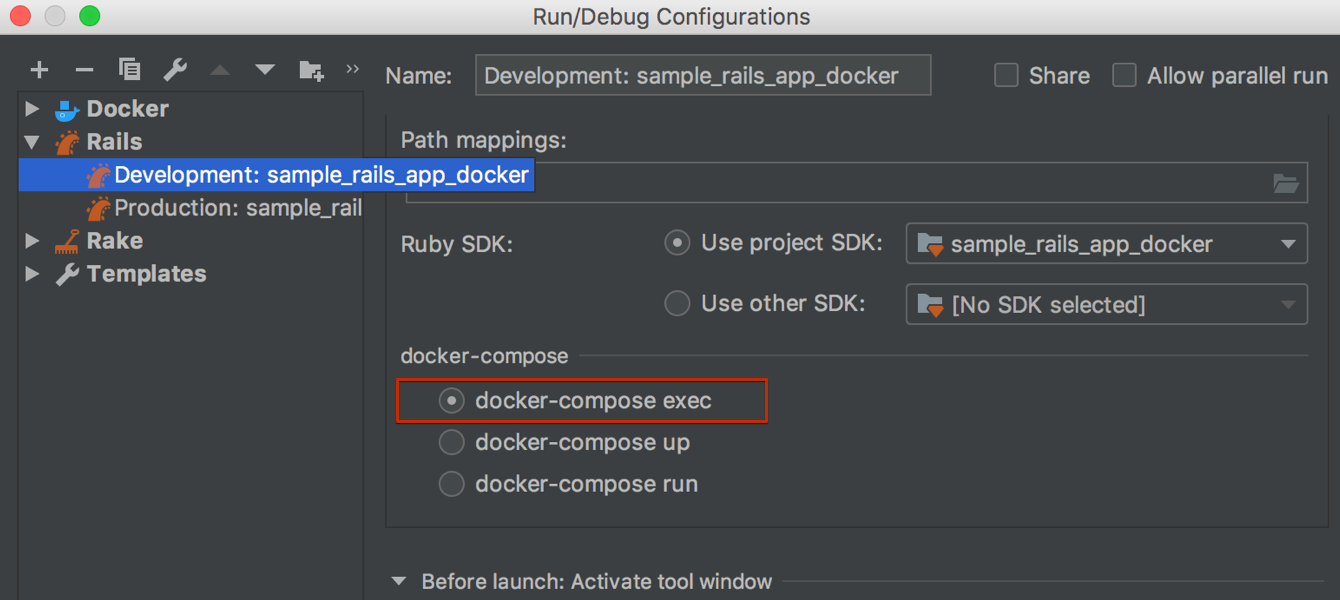 Run/Debug Configurations
Name: Development: sample_rails_app_docker Share Allow parallel run
Docker
Rails
Development: sample_rails_app_docker
Production: sample_rail
Rake
Templates
Path mappings:
Ruby SDK: Use project SDK: sample_rails_app_docker
Use other SDK: [No SDK selected]
docker-compose
docker-compose exec
docker-compose up
docker-compose run
Before launch: Activate tool window